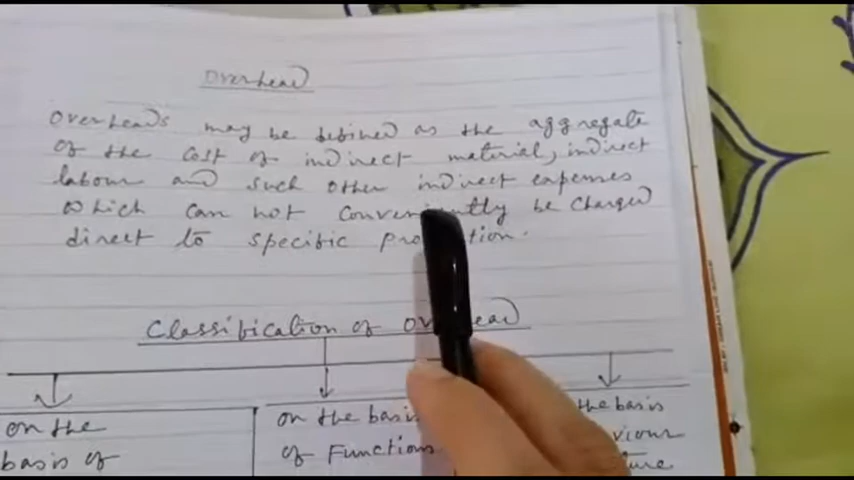 Overhead
Overheads may be defined as the aggregate
of the cost of indirect material, indirect
labour and such other indirect expenses
which can not conveniently be charged
direct to specific
Classification of
on the
basis of
on the basis
of Functions
the basis